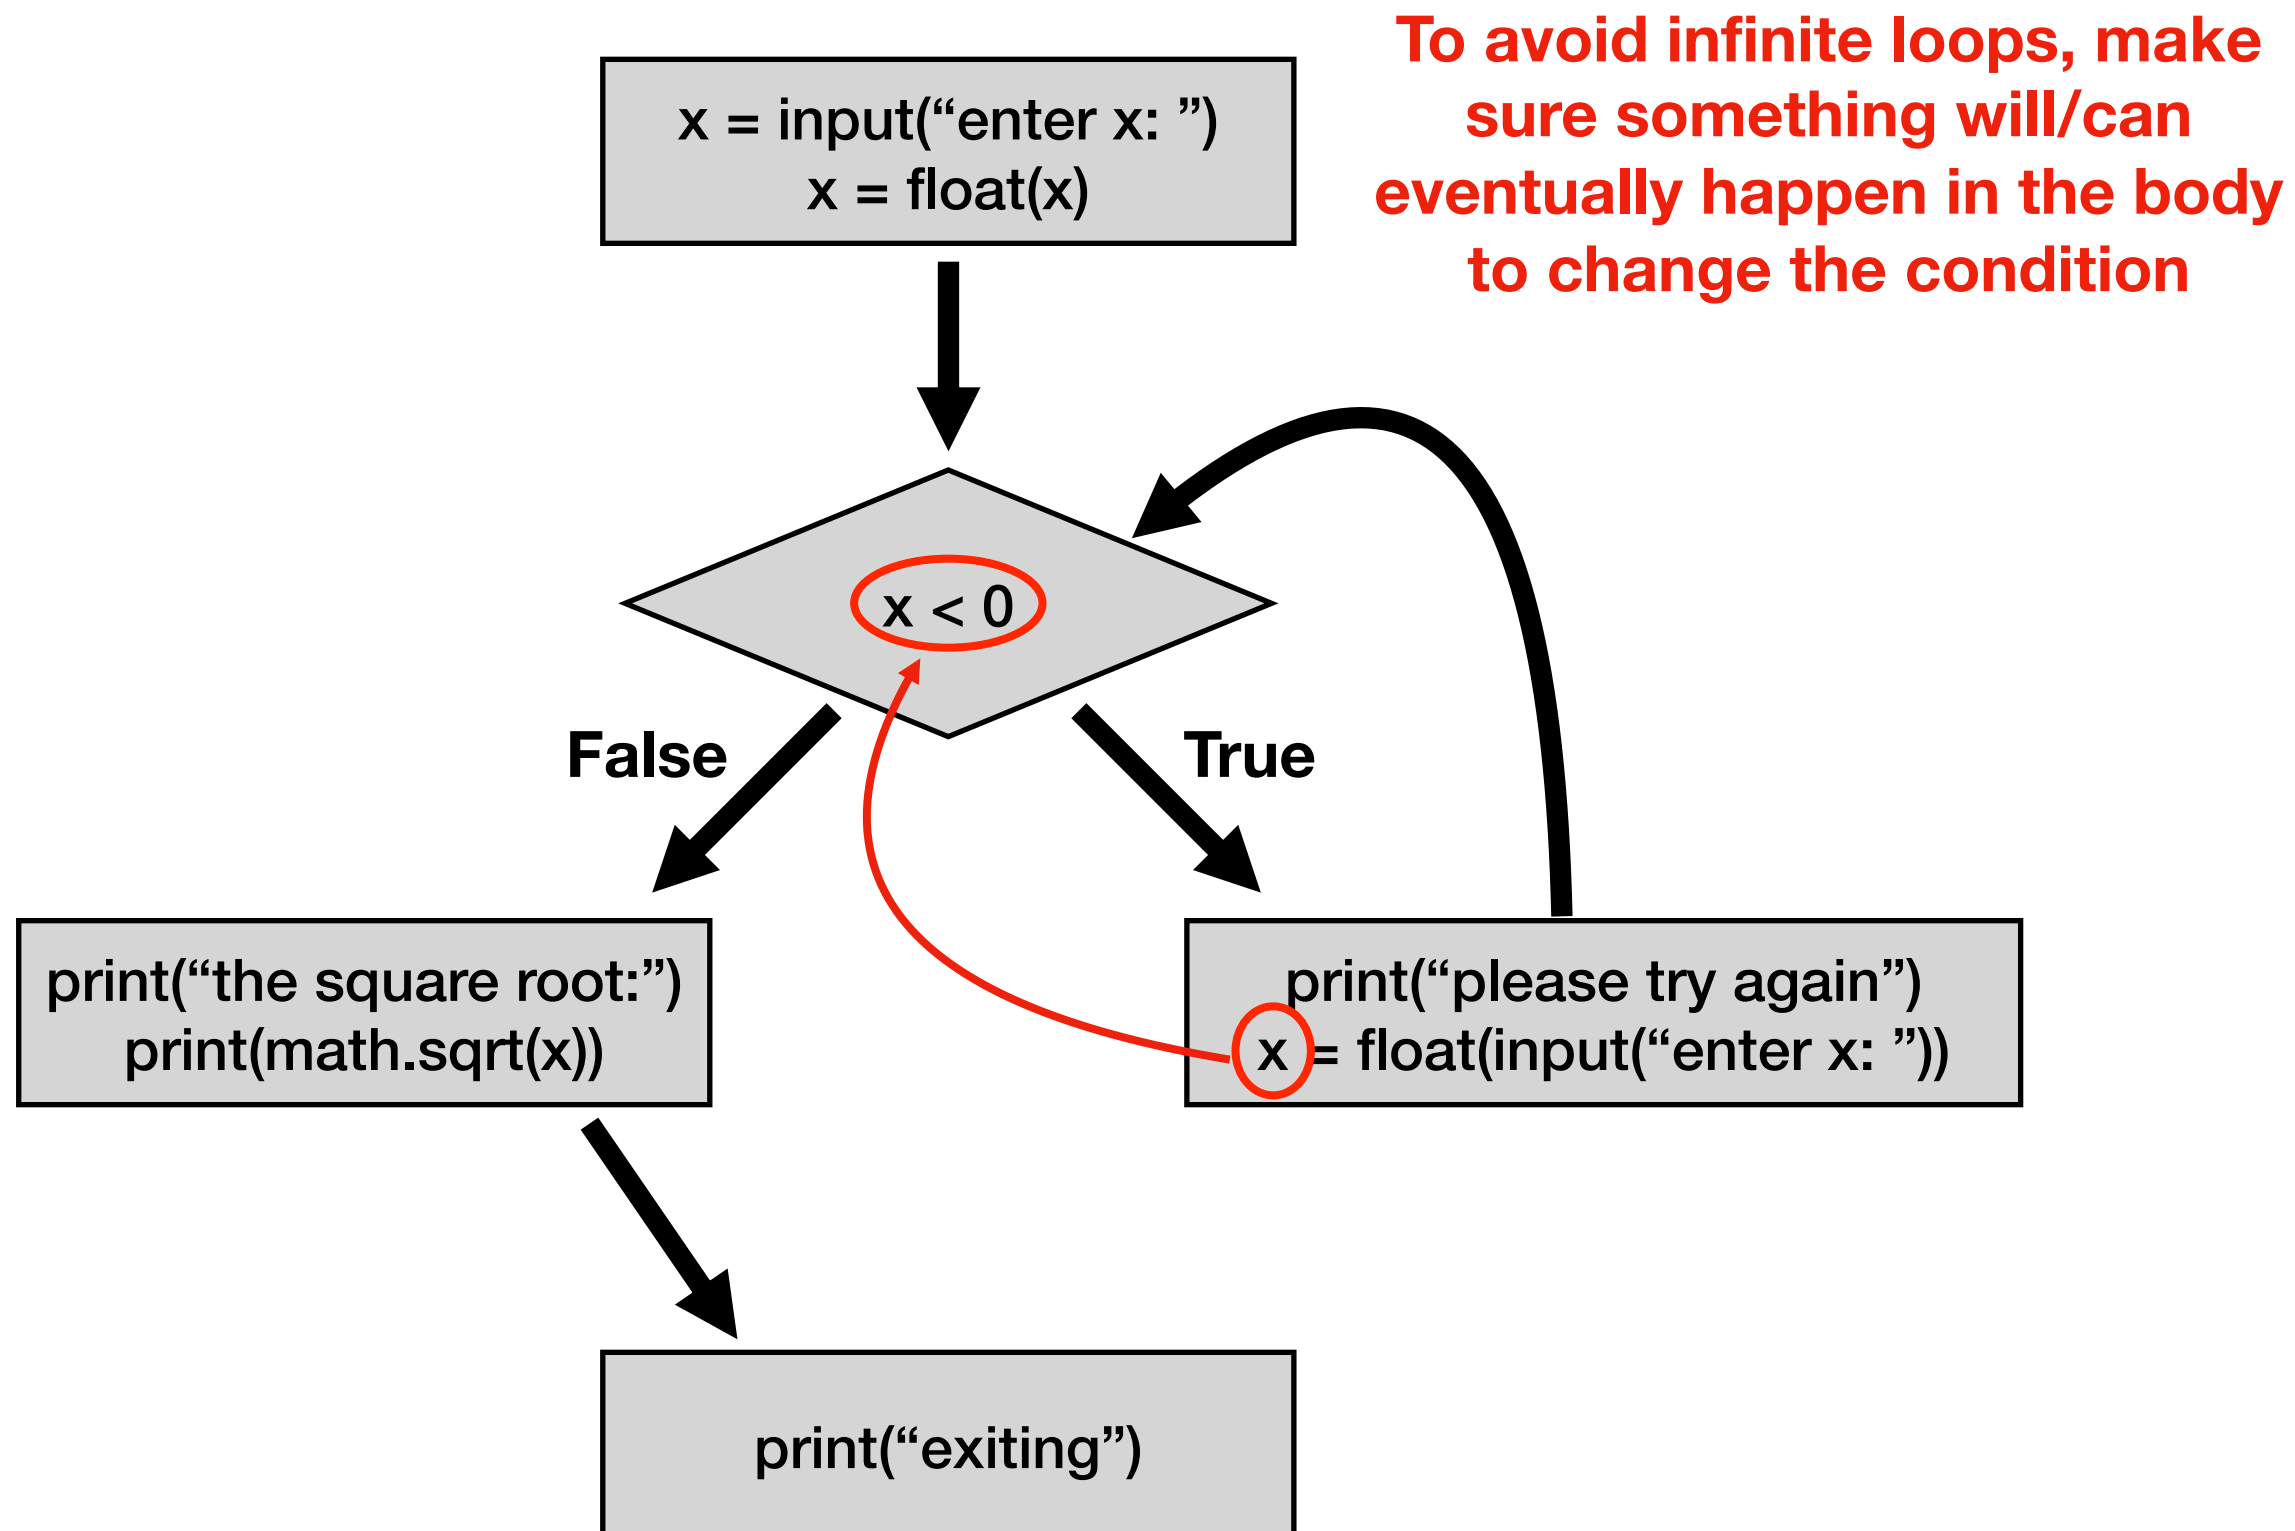 To avoid infinite loops, make
sure something will/can
eventually happen in the body
to change the condition
x = input(“enter x: ”)
x = float(x)
x < 0
False
True
print(“the square root:”)
print(math.sqrt(x))
print(“please try again”)
x = float(input(“enter x: ”))
print(“exiting”)